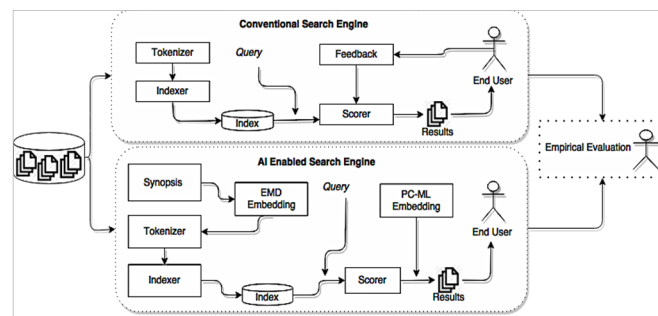 Conventional Search Engine
Tokenizer
Query
Feedback
End User
Indexer
Index
Scorer
Results
Empirical Evaluation
AI Enabled Search Engine
Synopsis
EMD
Embedding
Query
PC-ML
Embedding
End User
Tokenizer
Indexer
Index
Scorer
Results